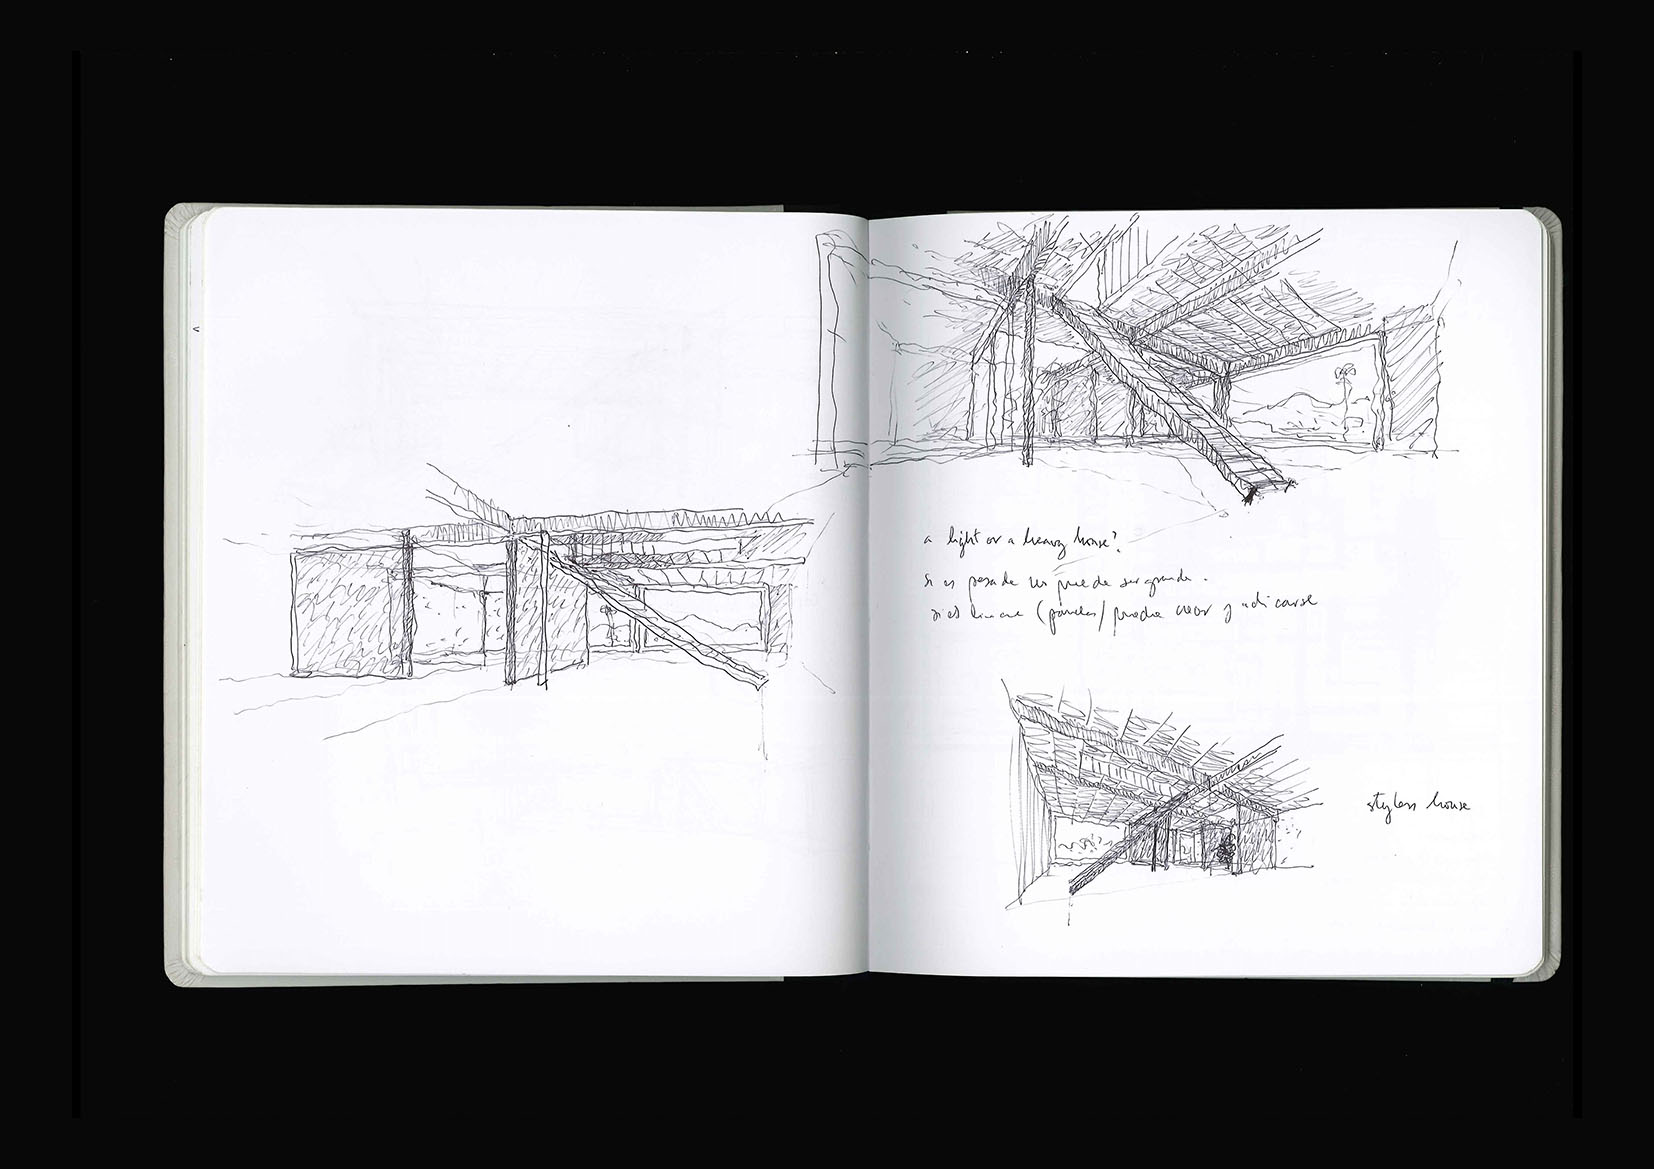 a light or a heavy house?
si es pesada no puede ser grande.
si es liviana (paneles) puede crecer y
styless house